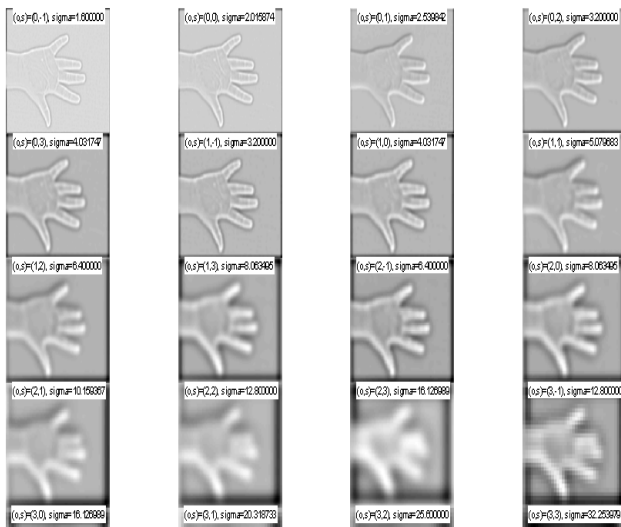 (o,s)=(0,-1), sigma=1.600000
(o,s)=(0,0), sigma=2.015874
(o,s)=(0,1), sigma=2.539842
(o,s)=(0,2), sigma=3.200000
(o,s)=(0,3), sigma=4.031747
(o,s)=(1,-1), sigma=3.200000
(o,s)=(1,0), sigma=4.031747
(o,s)=(1,1), sigma=5.079683
(o,s)=(1,2), sigma=6.400000
(o,s)=(1,3), sigma=8.063495
(o,s)=(2,-1), sigma=6.400000
(o,s)=(2,0), sigma=8.063495
(o,s)=(2,1), sigma=10.159367
(o,s)=(2,2), sigma=12.800000
(o,s)=(2,3), sigma=16.126989
(o,s)=(3,-1), sigma=12.800000
(o,s)=(3,0), sigma=16.126989
(o,s)=(3,1), sigma=20.318733
(o,s)=(3,2), sigma=25.600000
(o,s)=(3,3), sigma=32.253979